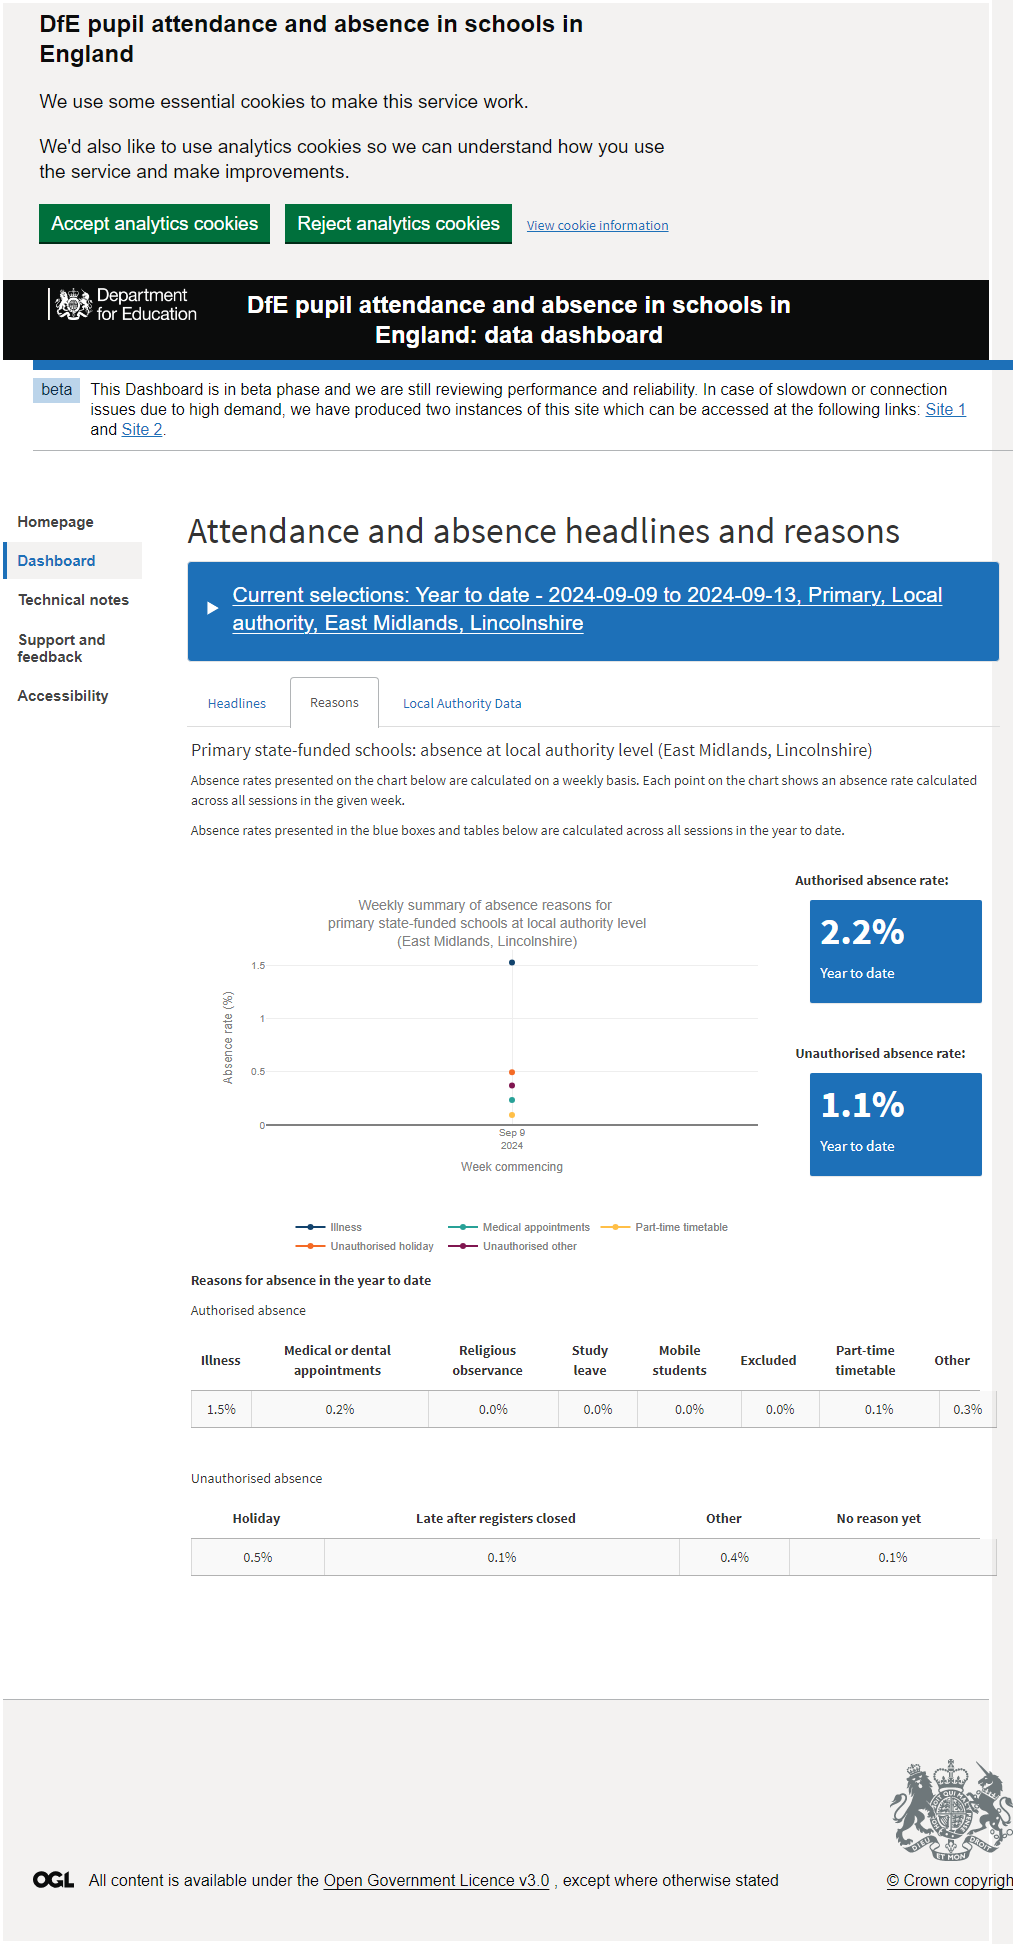 DfE pupil attendance and absence in schools in
England
We use some essential cookies to make this service work.
We'd also like to use analytics cookies so we can understand how you use
the service and make improvements.
Accept analytics cookies
Reject analytics cookies
View cookie information
Department
for Education
DfE pupil attendance and absence in schools in
England: data dashboard
beta
This Dashboard is in beta phase and we are still reviewing performance and reliability. In case of slowdown or connection
issues due to high demand, we have produced two instances of this site which can be accessed at the following links: Site 1
and Site 2.
Homepage
Dashboard
Technical notes
Support and
feedback
Accessibility
Attendance and absence headlines and reasons
Current selections: Year to date - 2024-09-09 to 2024-09-13, Primary, Local
authority, East Midlands, Lincolnshire
Headlines
Reasons
Local Authority Data
Primary state-funded schools: absence at local authority level (East Midlands, Lincolnshire)
Absence rates presented on the chart below are calculated on a weekly basis. Each point on the chart shows an absence rate calculated
across all sessions in the given week.
Absence rates presented in the blue boxes and tables below are calculated across all sessions in the year to date.
Weekly summary of absence reasons for
primary state-funded schools at local authority level
(East Midlands, Lincolnshire)
1.5
1
0.5
0
Absence rate (%)
Sep 9
2024
Week commencing
Illness
Medical appointments
Part-time timetable
Unauthorised holiday
Unauthorised other
Authorised absence rate:
2.2%
Year to date
Unauthorised absence rate:
1.1%
Year to date
Reasons for absence in the year to date
Authorised absence
Illness Medical or dental appointments Religious observance Study leave Mobile students Excluded Part-time timetable Other
1.5% 0.2% 0.0% 0.0% 0.0% 0.0% 0.1% 0.3%
Unauthorised absence
Holiday Late after registers closed Other No reason yet
0.5% 0.1% 0.4% 0.1%
DIEU ET MON DROIT
OGL All content is available under the Open Government Licence v3.0 , except where otherwise stated
© Crown copyrigh